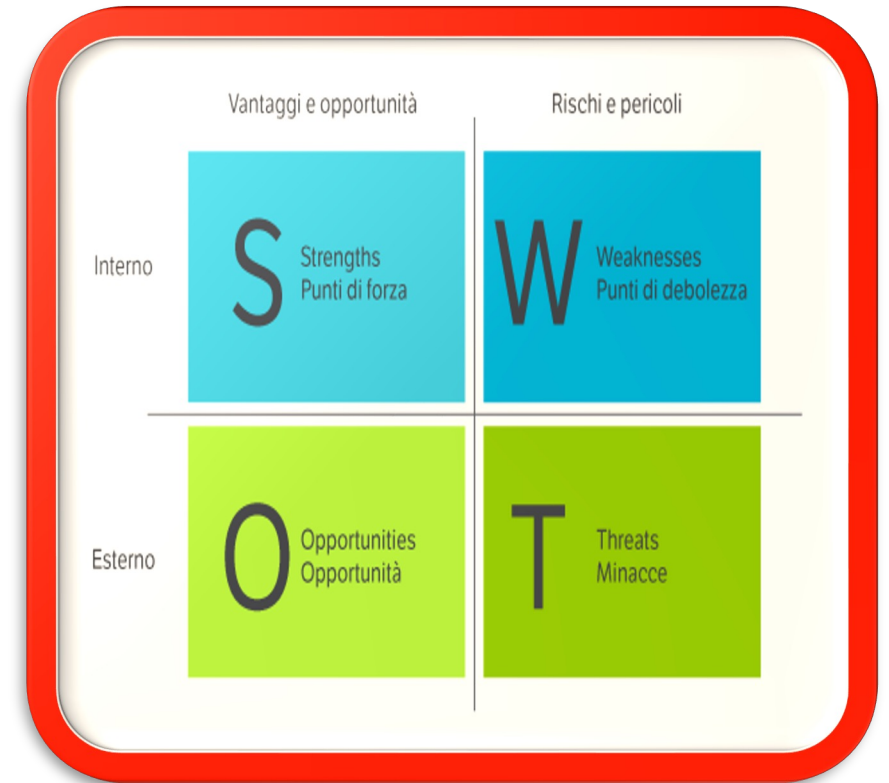 Vantaggi e opportunità
Rischi e pericoli
Interno
S
Strengths
Punti di forza
W
Weaknesses
Punti di debolezza
Esterno
O
Opportunities
Opportunità
T
Threats
Minacce